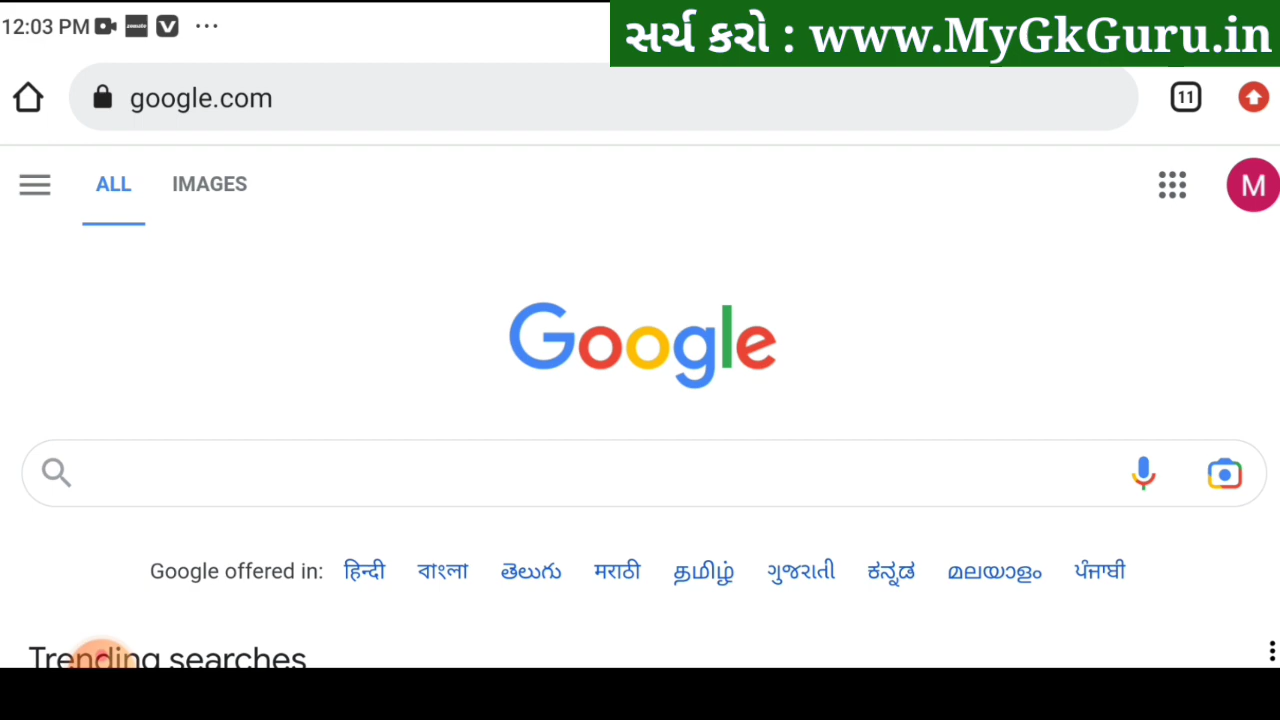 12:03 PM
સર્ચ કરો : www.MyGkGuru.in
google.com
11
ALL IMAGES
M
Google
Google offered in: हिन्दी বাংলা తెలుగు मराठी தமிழ் ગુજરાતી ಕನ್ನಡ മലയാളം ਪੰਜਾਬੀ
Trending searches